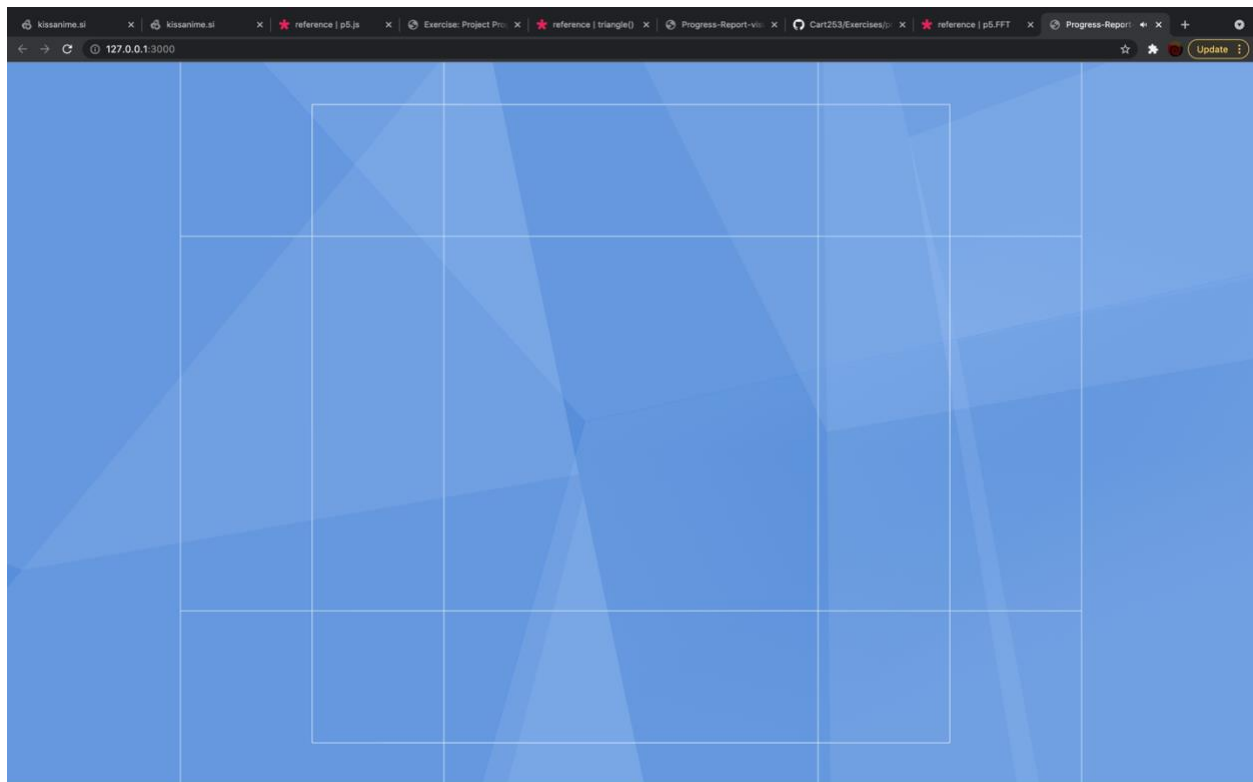 kissanime.si
kissanime.si
reference | p5.js
Exercise: Project Pro
reference | triangle()
Progress-Report-vis
Cart253/Exercises/p
reference | p5.FFT
Progress-Report
127.0.0.1:3000
Update